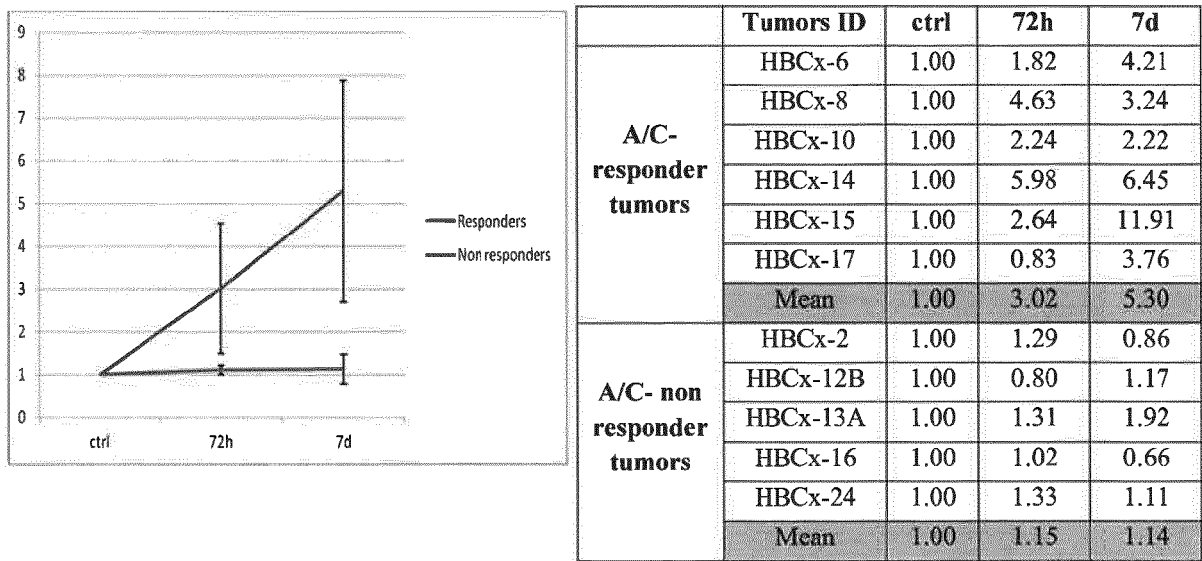 9
8
7
6
5
4
3
2
1
0
ctrl 72h 7d
Responders
Non responders
Tumors ID ctrl 72h 7d
A/C-
responder
tumors
HBCx-6 1.00 1.82 4.21
HBCx-8 1.00 4.63 3.24
HBCx-10 1.00 2.24 2.22
HBCx-14 1.00 5.98 6.45
HBCx-15 1.00 2.64 11.91
HBCx-17 1.00 0.83 3.76
Mean 1.00 3.02 5.30
A/C- non
responder
tumors
HBCx-2 1.00 1.29 0.86
HBCx-12B 1.00 0.80 1.17
HBCx-13A 1.00 1.31 1.92
HBCx-16 1.00 1.02 0.66
HBCx-24 1.00 1.33 1.11
Mean 1.00 1.15 1.14